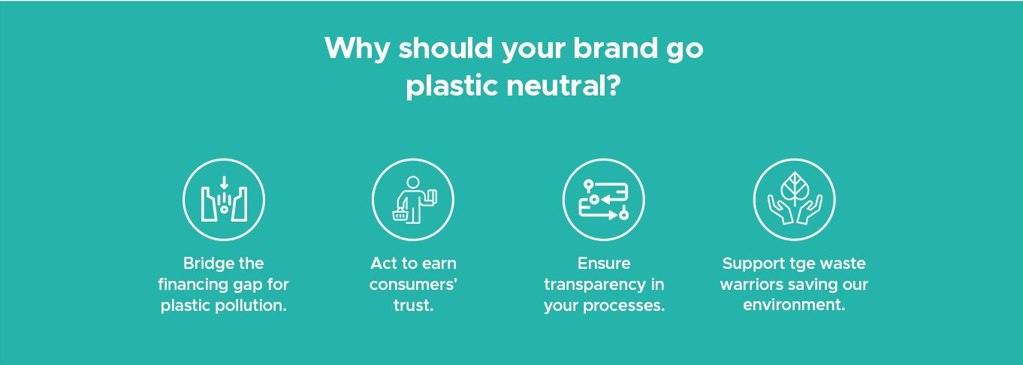 Why should your brand go
plastic neutral?
Bridge the
financing gap for
plastic pollution.
Act to earn
consumers'
trust.
Ensure
transparency in
your processes.
Support tge waste
warriors saving our
environment.